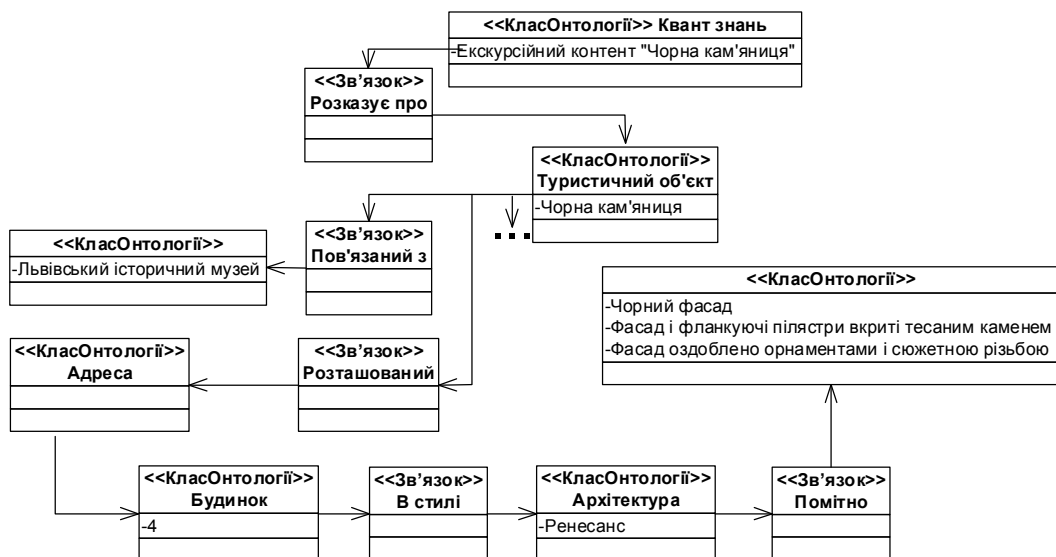 <<КласОнтології>> Квант знань
-Екскурсійний контент "Чорна кам'яниця"
<<Зв'язок>>
Розказує про
<<КласОнтології>>
Туристичний об'єкт
-Чорна кам'яниця
...
<<Зв'язок>>
Пов'язаний з
<<КласОнтології>>
-Львівський історичний музей
<<КласОнтології>>
-Чорний фасад
-Фасад і фланкуючі пілястри вкриті тесаним каменем
-Фасад оздоблено орнаментами і сюжетною різьбою
<<КласОнтології>>
Адреса
<<Зв'язок>>
Розташований
<<КласОнтології>>
Будинок
-4
<<Зв'язок>>
В стилі
<<КласОнтології>>
Архітектура
-Ренесанс
<<Зв'язок>>
Помітно